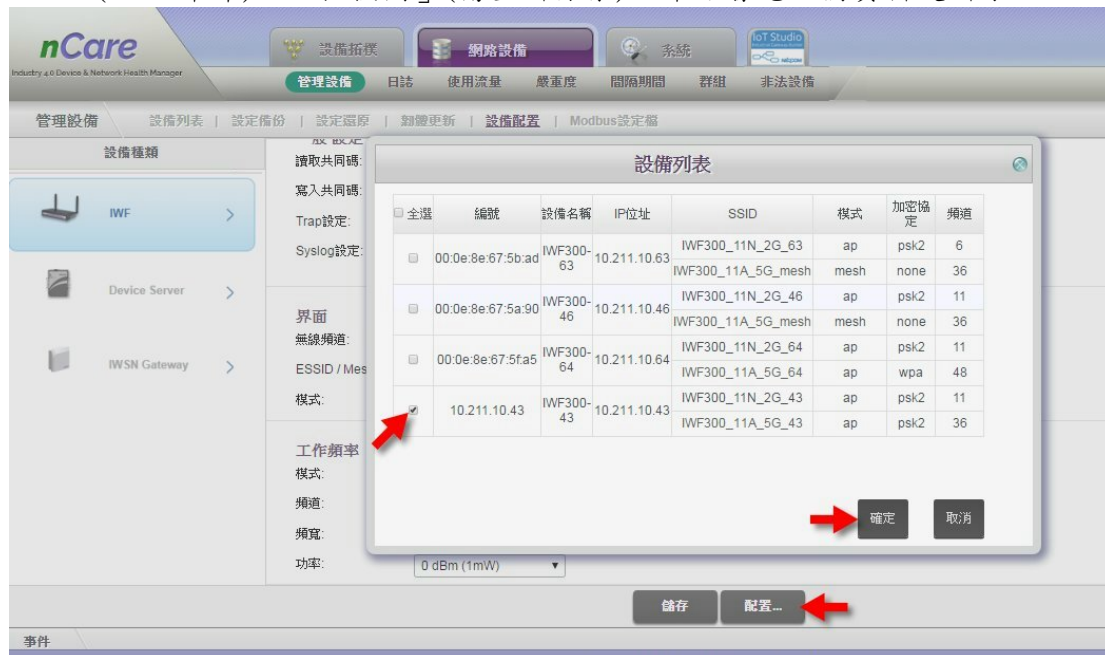 nCare
Industry 4.0 Device & Network Health Manager
設備拓樸
網路設備
系統
IoT Studio
管理設備 日誌 使用流量 嚴重度 間隔期間 群組 非法設備
管理設備 設備列表 | 設定備份 | 設定還原 | 韌體更新 | 設備配置 | Modbus設定檔
設備種類
IWF
Device Server
IWSN Gateway
讀取共同碼:
寫入共同碼:
Trap設定:
Syslog設定:
界面
無線頻道:
ESSID / Mes
模式:
工作頻率
模式:
頻道:
頻寬:
功率: 0 dBm (1mW)
設備列表
全選 編號 設備名稱 IP位址 SSID 模式 加密協定 頻道
00:0e:8e:67:5b:ad IWF300-63 10.211.10.63 IWF300_11N_2G_63 ap psk2 6
IWF300_11A_5G_mesh mesh none 36
00:0e:8e:67:5a:90 IWF300-46 10.211.10.46 IWF300_11N_2G_46 ap psk2 11
IWF300_11A_5G_mesh mesh none 36
00:0e:8e:67:5f:a5 IWF300-64 10.211.10.64 IWF300_11N_2G_64 ap psk2 11
IWF300_11A_5G_64 ap wpa 48
10.211.10.43 IWF300-43 10.211.10.43 IWF300_11N_2G_43 ap psk2 11
IWF300_11A_5G_43 ap psk2 36
確定 取消
儲存 配置...
事件